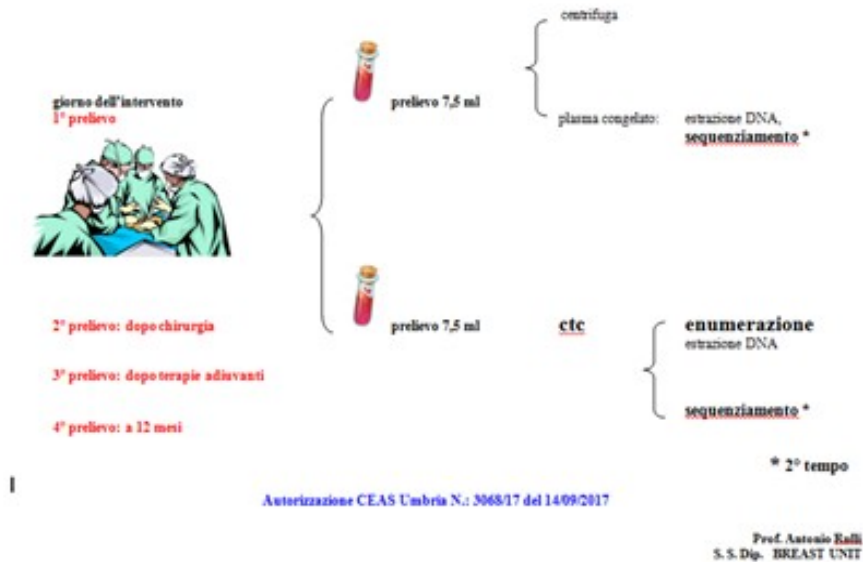 giorno dell'intervento
1° prelievo
prelievo 7,5 ml
centrifuga
plasma congelato: estrazione DNA,
sequenziamento *
2° prelievo: dopo chirurgia
prelievo 7,5 ml
ctc
enumerazione
estrazione DNA
3° prelievo: dopo terapie adiuvanti
sequenziamento *
4° prelievo: a 12 mesi
* 2° tempo
Autorizzazione CEAS Umbria N.: 3068/17 del 14/09/2017
Prof. Antonio Rulli
S. S. Dip. BREAST UNIT